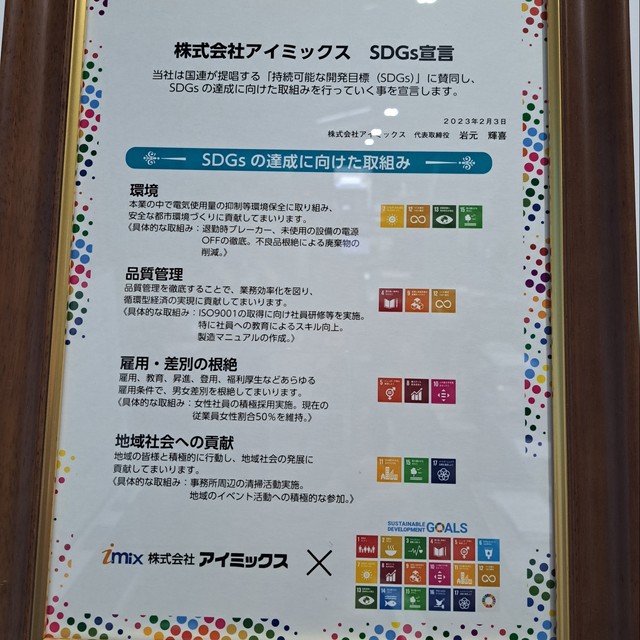 株式会社アイミックス SDGs宣言
当社は国連が提唱する「持続可能な開発目標（SDGs）」に賛同し、
SDGs の達成に向けた取組みを行っていく事を宣言します。
2023年2月3日
株式会社アイミックス 代表取締役 岩元 輝喜
SDGs の達成に向けた取組み
環境
本業の中で電気使用量の抑制等環境保全に取り組み、
安全な都市環境づくりに貢献してまいります。
《具体的な取組み：退勤時ブレーカー、未使用の設備の電源
OFFの徹底。不良品根絶による廃棄物の
削減。》
品質管理
品質管理を徹底することで、業務効率化を図り、
循環型経済の実現に貢献してまいります。
《具体的な取組み：ISO9001の取得に向け社員研修等を実施。
特に社員への教育によるスキル向上。
製造マニュアルの作成。》
雇用・差別の根絶
雇用、教育、昇進、登用、福利厚生などあらゆる
雇用条件で、男女差別を根絶してまいります。
《具体的な取組み：女性社員の積極採用実施。現在の
従業員女性割合50%を維持。》
地域社会への貢献
地域の皆様と積極的に行動し、地域社会の発展に
貢献してまいります。
《具体的な取組み：事務所周辺の清掃活動実施。
地域のイベント活動への積極的な参加。》
imix 株式会社 アイミックス ×
SUSTAINABLE
DEVELOPMENT GOALS